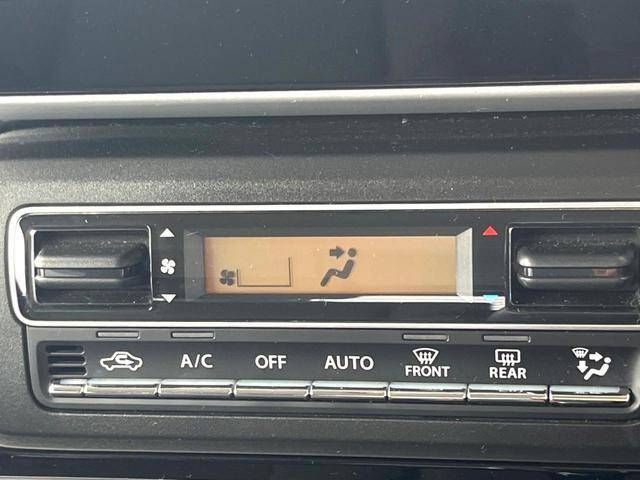 A/C OFF AUTO FRONT REAR